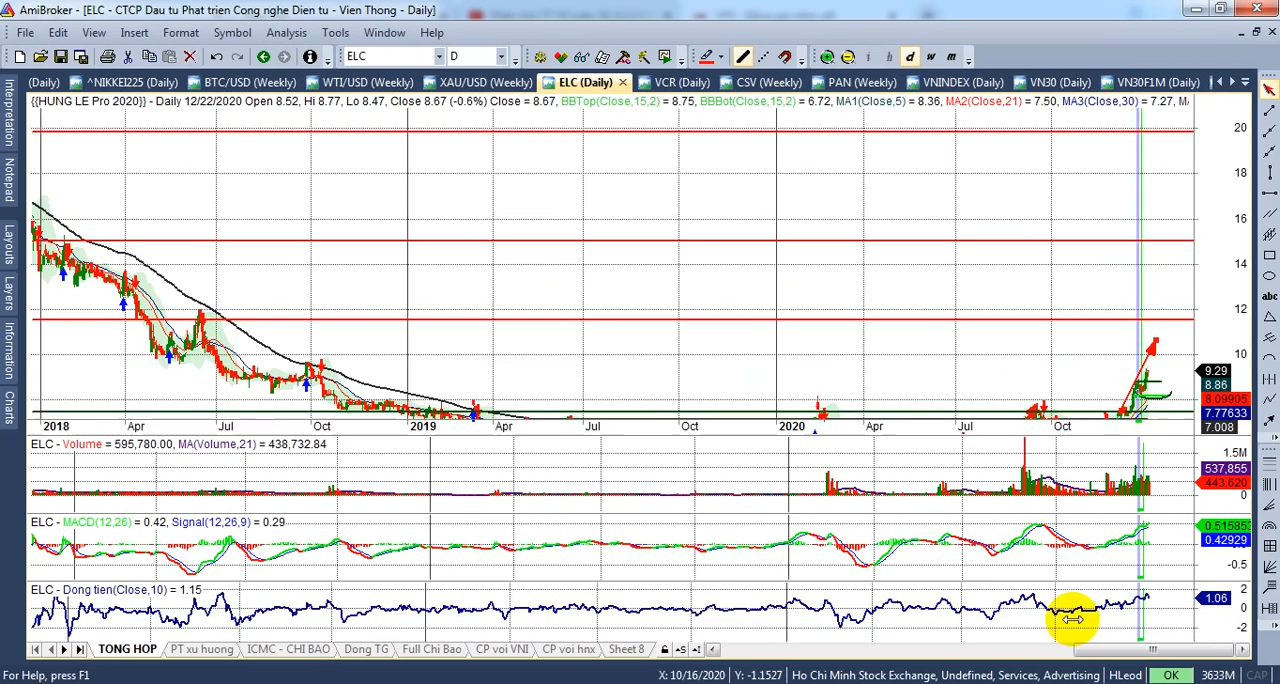 AmiBroker - [ELC - CTCP Dau tu Phat trien Cong nghe Dien tu - Vien Thong - Daily]
File Edit View Insert Format Symbol Analysis Tools Window Help
ELC D
i h d w m
(Daily) ^NIKKEI225 (Daily) BTC/USD (Weekly) WTI/USD (Weekly) XAU/USD (Weekly) ELC (Daily) VCR (Daily) CSV (Weekly) PAN (Weekly) VNINDEX (Daily) VN30 (Daily) VN30F1M (Daily)
{{HUNG LE Pro 2020}} - Daily 12/22/2020 Open 8.52, Hi 8.77, Lo 8.47, Close 8.67 (-0.6%) Close = 8.67, BBTop(Close,15,2) = 8.75, BBBot(Close,15,2) = 6.72, MA1(Close,5) = 8.36, MA2(Close,21) = 7.50, MA3(Close,30) = 7.27,
Interpretation
Notepad
Layouts
Layers
Information
Charts
abc
20
18
16
14
12
10
9.29
8.86
8.09905
7.77633
7.008
2018 Apr Jul Oct 2019 Apr Jul Oct 2020 Apr Jul Oct
ELC - Volume = 595,780.00, MA(Volume,21) = 438,732.84
1.5M
537,855
443,620
0
ELC - MACD(12,26) = 0.42, Signal(12,26,9) = 0.29
0.515853
0.42929
-0.5
ELC - Dong tien(Close,10) = 1.15
2
1.06
0
-2
TONG HOP PT xu huong ICMC - CHI BAO DongTG Full Chi Bao CP voi VNI CP voi hnx Sheet 8
For Help, press F1 X: 10/16/2020 Y: -1.1527 Ho Chi Minh Stock Exchange, Undefined, Services, Advertising HLeod OK 3633M CAP